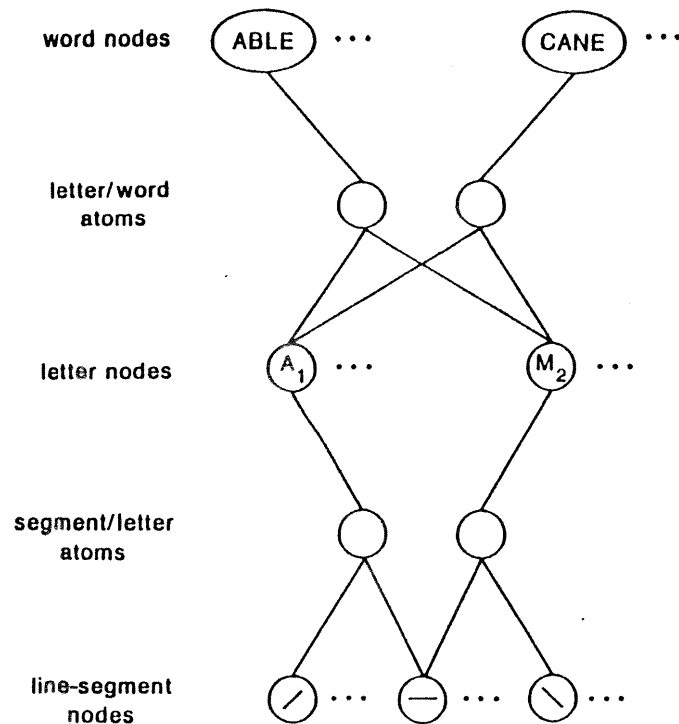 word nodes ABLE ... CANE ...
letter/word
atoms
letter nodes A1 ... M2 ...
segment/letter
atoms
line-segment
nodes ... ... ...